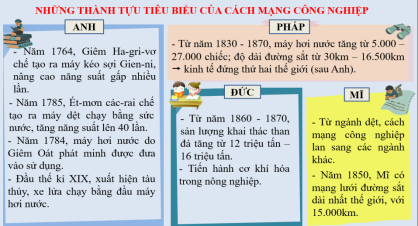 NHỮNG THÀNH TỰU TIÊU BIỂU CỦA CÁCH MẠNG CÔNG NGHIỆP
ANH
- Năm 1764, Giêm Ha-gri-vơ
chế tạo ra máy kéo sợi Gien-ni,
nâng cao năng suất gấp nhiều
lần.
- Năm 1785, Ét-mơn các-rai chế
tạo ra máy dệt chạy bằng sức
nước, tăng năng suất lên 40 lần.
- Năm 1784, máy hơi nước do
Giêm Oát phát minh được đưa
vào sử dụng.
- Đầu thế kỉ XIX, xuất hiện tàu
thủy, xe lửa chạy bằng đầu máy
hơi nước.
PHÁP
- Từ năm 1830 - 1870, máy hơi nước tăng từ 5.000 –
27.000 chiếc; độ dài đường sắt từ 30km – 16.500km
→ kinh tế đứng thứ hai thế giới (sau Anh).
ĐỨC
- Từ năm 1860 - 1870,
sản lượng khai thác than
đá tăng từ 12 triệu tấn –
16 triệu tấn.
- Tiến hành cơ khí hóa
trong nông nghiệp.
MĨ
- Từ ngành dệt, cách
mạng công nghiệp
lan sang các ngành
khác.
- Năm 1850, Mĩ có
mạng lưới đường sắt
dài nhất thế giới, với
15.000km.